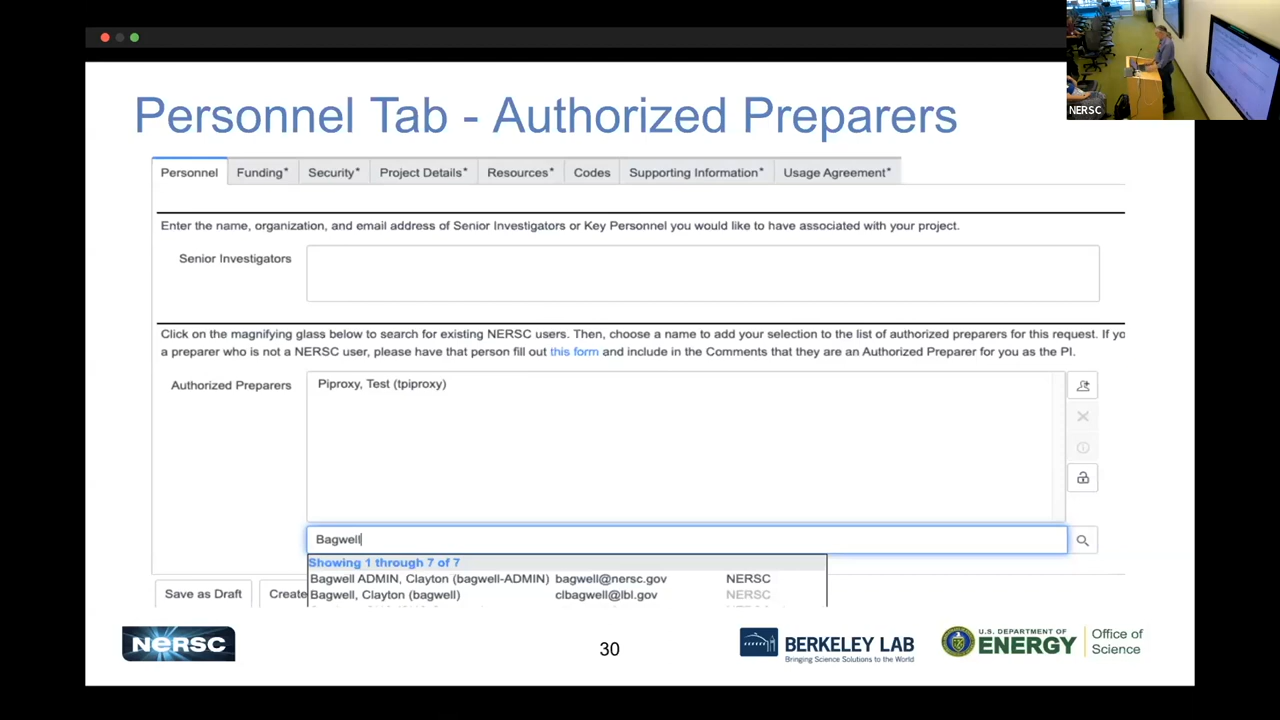 NERSC
Personnel Tab - Authorized Preparers
Personnel Funding* Security* Project Details* Resources* Codes Supporting Information* Usage Agreement*
Enter the name, organization, and email address of Senior Investigators or Key Personnel you would like to have associated with your project.
Senior Investigators
Click on the magnifying glass below to search for existing NERSC users. Then, choose a name to add your selection to the list of authorized preparers for this request. If yo
a preparer who is not a NERSC user, please have that person fill out this form and include in the Comments that they are an Authorized Preparer for you as the PI.
Authorized Preparers
Piproxy, Test (tpiproxy)
Bagwell
Showing 1 through 7 of 7
Bagwell ADMIN, Clayton (bagwell-ADMIN) bagwell@nersc.gov NERSC
Bagwell, Clayton (bagwell) clbagwell@lbl.gov NERSC
Save as Draft Create
NERSC
30
BERKELEY LAB
Bringing Science Solutions to the World
U.S. DEPARTMENT OF
ENERGY
Office of
Science